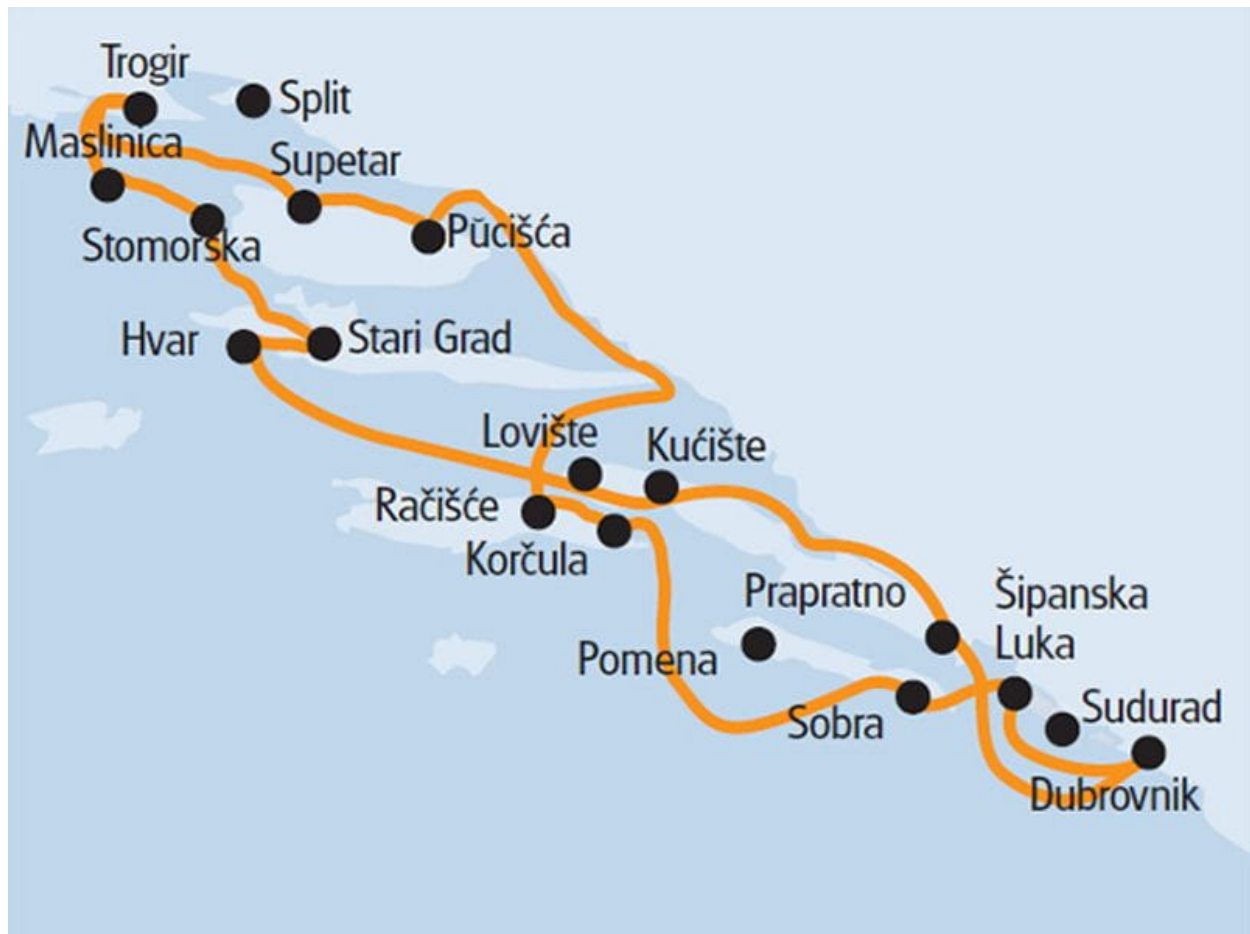 Trogir
Split
Maslinica
Supetar
Stomorska
Pŭcišća
Hvar
Stari Grad
Lovište
Kućište
Račišće
Korčula
Prapratno
Šipanska
Luka
Pomena
Sobra
Sudurad
Dubrovnik